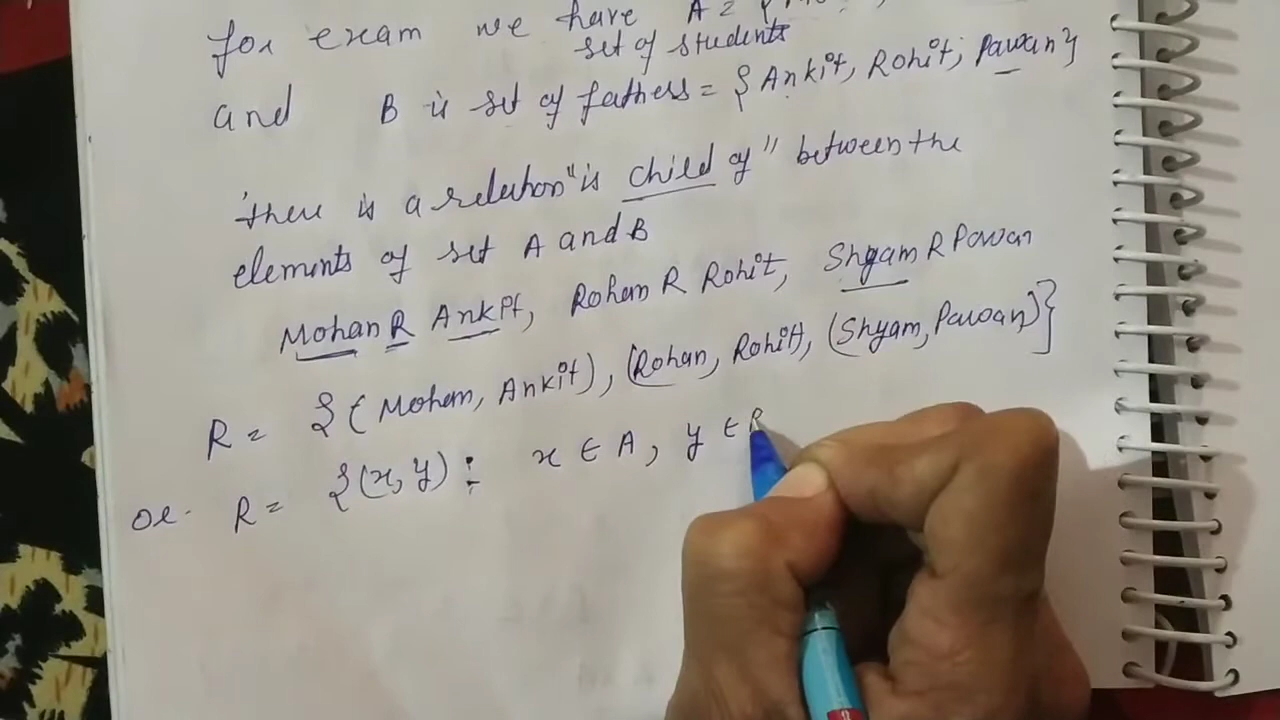 for exam we have A = {
set of students
and B is set of fathers = {Ankit, Rohit, Pawan}
there is a relation "is child of" between the
elements of set A and B
Mohan R Ankit, Rohan R Rohit, Shyam R Pawan
R = {(Mohan, Ankit), (Rohan, Rohit), (Shyam, Pawan)}
or R = {(x, y) : x ∈ A, y ∈